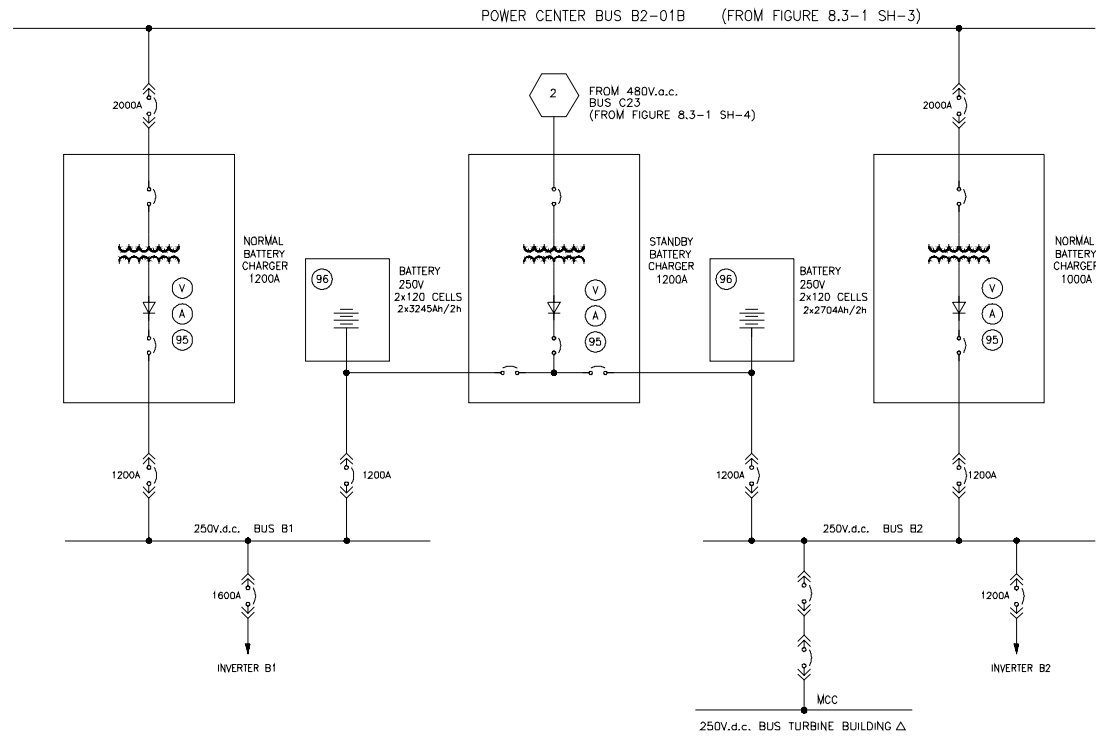 POWER CENTER BUS B2-01B (FROM FIGURE 8.3-1 SH-3)
2000A
2
FROM 480V.a.c.
BUS C23
(FROM FIGURE 8.3-1 SH-4)
2000A
NORMAL
BATTERY
CHARGER
1200A
V
A
95
96
BATTERY
250V
2x120 CELLS
2x3245Ah/2h
STANDBY
BATTERY
CHARGER
1200A
V
A
95
96
BATTERY
250V
2x120 CELLS
2x2704Ah/2h
NORMAL
BATTERY
CHARGER
1000A
V
A
95
1200A
1200A
1200A
1200A
250V.d.c. BUS B1
250V.d.c. BUS B2
1600A
1200A
INVERTER B1
INVERTER B2
MCC
250V.d.c. BUS TURBINE BUILDING △